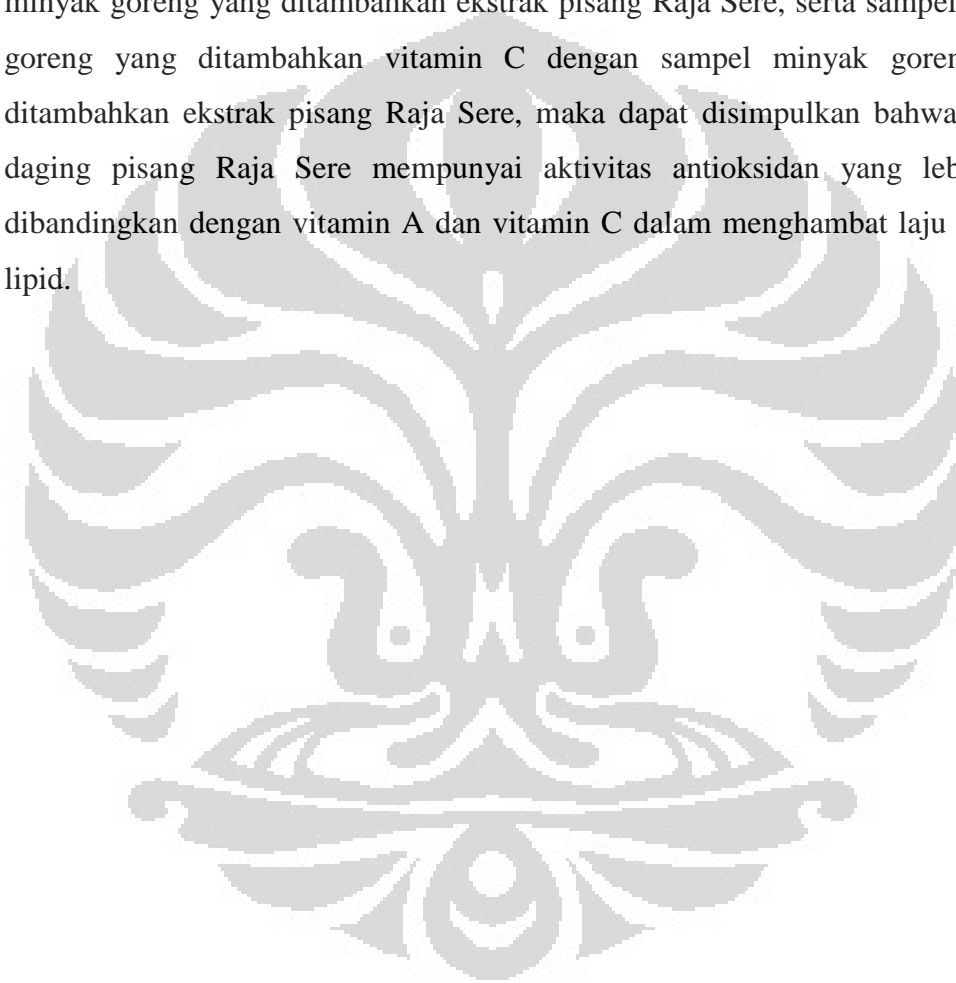 minyak goreng yang ditambahkan ekstrak pisang Raja Sere, serta sampel
goreng yang ditambahkan vitamin C dengan sampel minyak
ditambahkan ekstrak pisang Raja Sere, maka dapat disimpulkan bahwa
daging pisang Raja Sere mempunyai aktivitas antioksidan yang
dibandingkan dengan vitamin A dan vitamin C dalam menghambat laju
lipid.